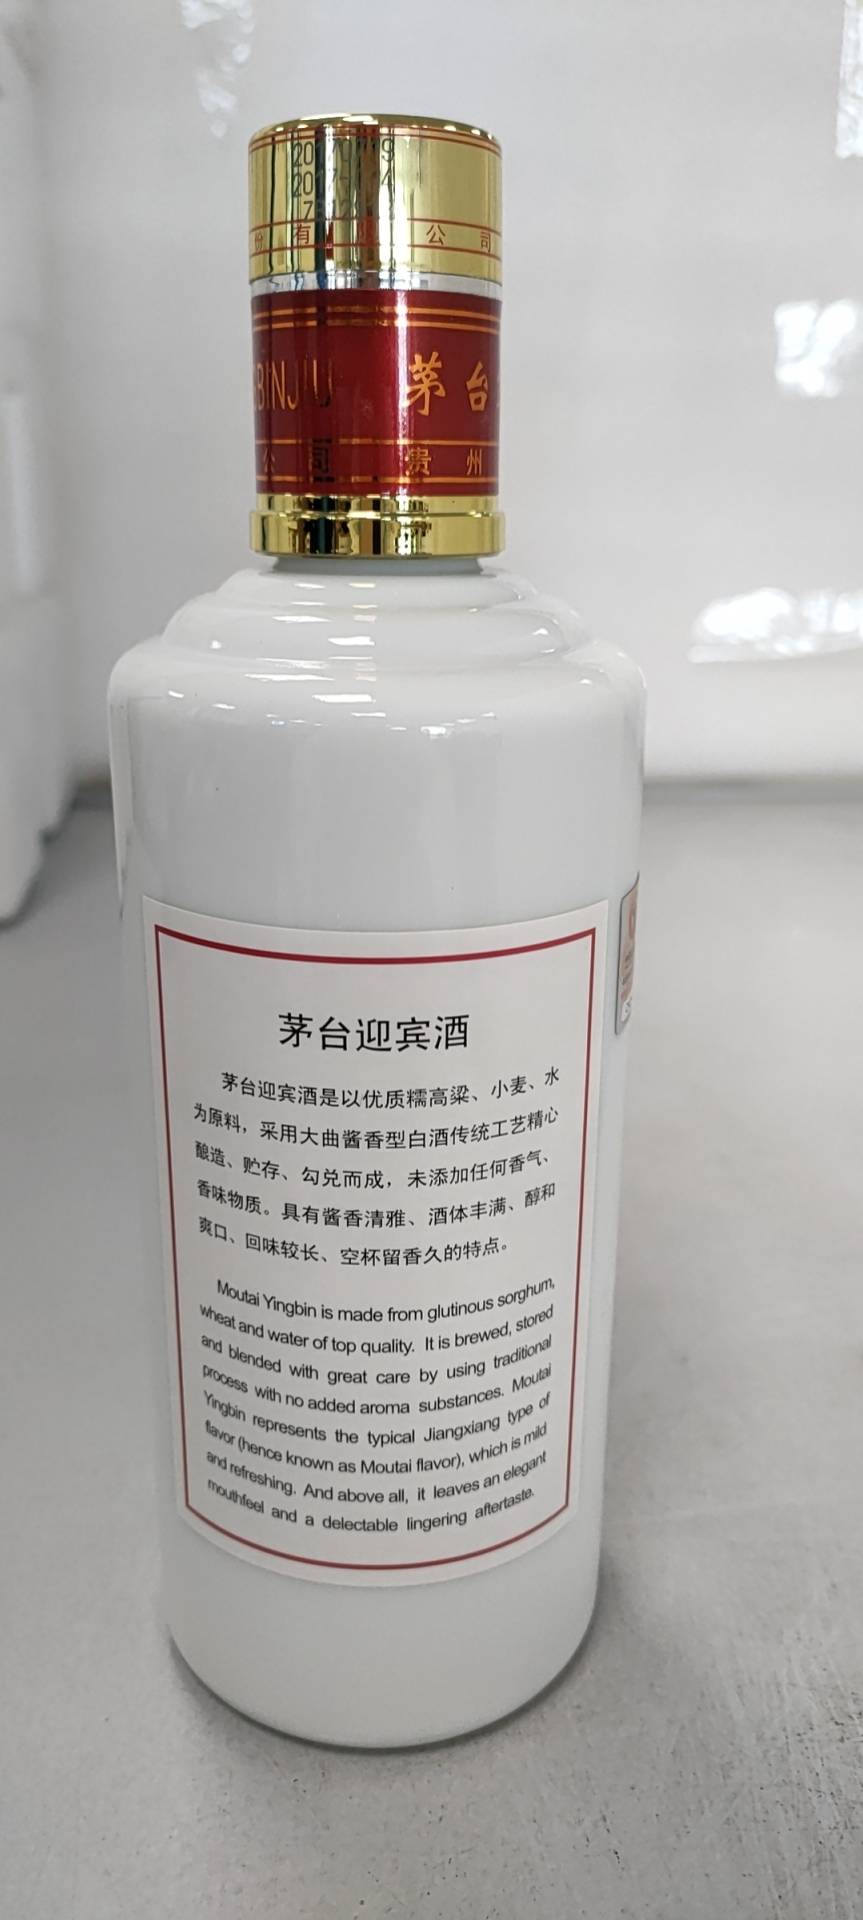 20170719
份有限公司
BINJIU 茅台
公司 贵州
茅台迎宾酒
茅台迎宾酒是以优质糯高粱、小麦、水
为原料，采用大曲酱香型白酒传统工艺精心
酿造、贮存、勾兑而成，未添加任何香气、
香味物质。具有酱香清雅、酒体丰满、醇和
爽口、回味较长、空杯留香久的特点。
Moutai Yingbin is made from glutinous sorghum,
wheat and water of top quality. It is brewed, stored
and blended with great care by using traditional
process with no added aroma substances. Moutai
Yingbin represents the typical Jiangxiang type of
flavor (hence known as Moutai flavor), which is mild
and refreshing. And above all, it leaves an elegant
mouthfeel and a delectable lingering aftertaste.